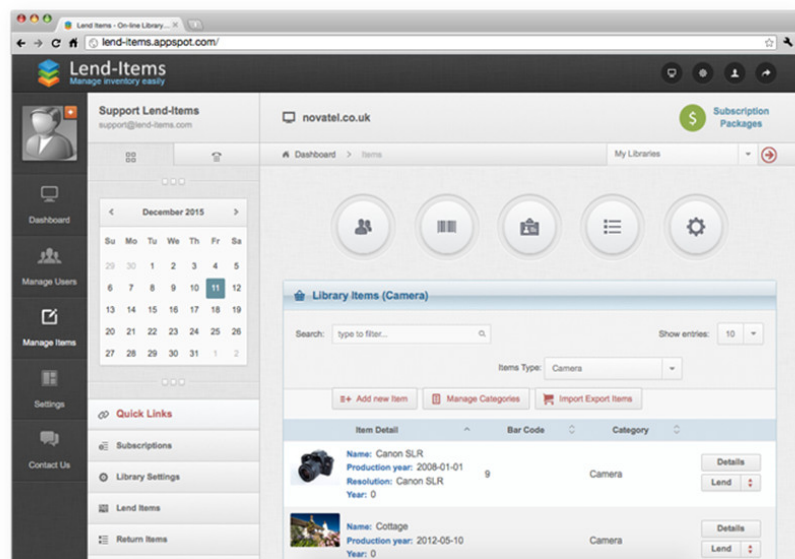 Lend Items - On-line Library...
lend-items.appspot.com/
Lend-Items
Manage inventory easily
Support Lend-Items
support@lend-items.com
novatel.co.uk
$
Subscription
Packages
Dashboard > Items
My Libraries
Dashboard
Manage Users
Manage Items
Settings
Contact Us
< December 2015 >
Su Mo Tu We Th Fr Sa
29 30 1 2 3 4 5
6 7 8 9 10 11 12
13 14 15 16 17 18 19
20 21 22 23 24 25 26
27 28 29 30 31 1 2
Quick Links
Subscriptions
Library Settings
Lend Items
Return Items
Library Items (Camera)
Search: type to filter...
Show entries: 10
Items Type: Camera
Add new Item
Manage Categories
Import Export Items
Item Detail Bar Code Category
Name: Canon SLR
Production year: 2008-01-01
Resolution: Canon SLR
Year: 0
9
Camera
Details
Lend
Name: Cottage
Production year: 2012-05-10
Year: 0
Camera
Details
Lend